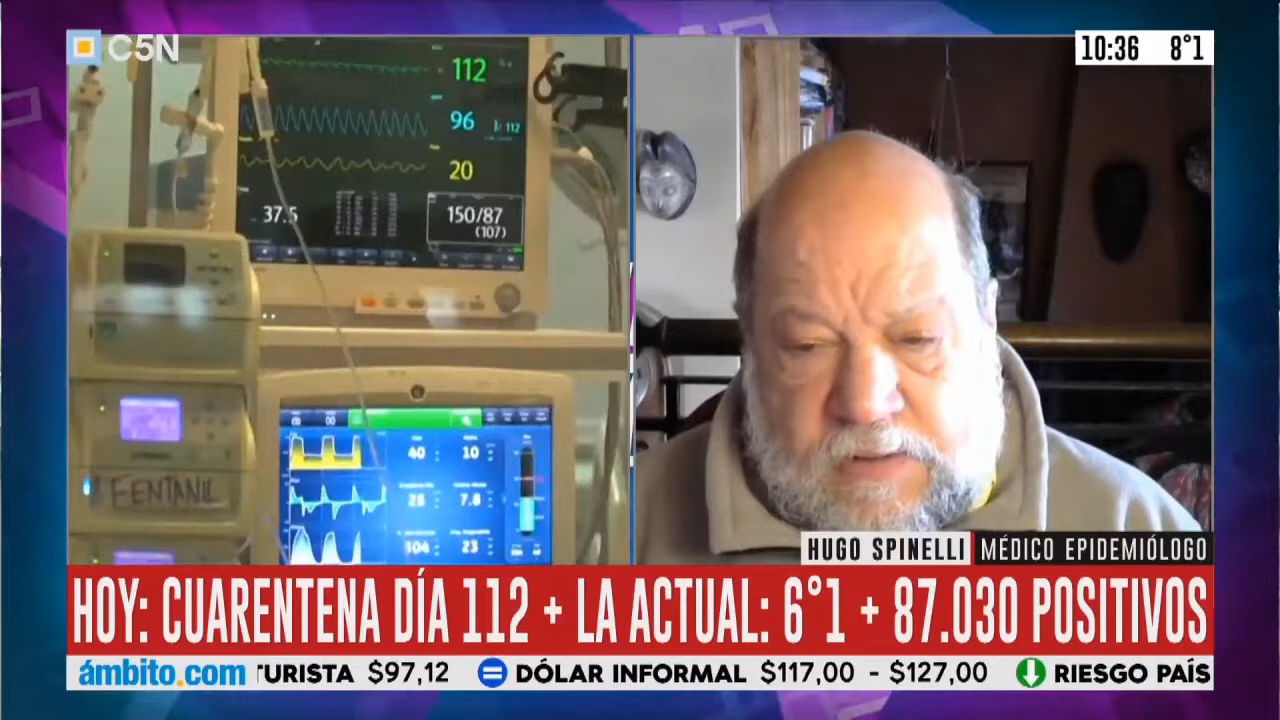 C5N
10:36 8°1
112
96
112
20
37.5
150/87
(107)
40
10
28
7.8
104
23
FENTANIL
HUGO SPINELLI | MÉDICO EPIDEMIÓLOGO
HOY: CUARENTENA DÍA 112 + LA ACTUAL: 6°1 + 87.030 POSITIVOS
ámbito.com TURISTA $97,12 DÓLAR INFORMAL $117,00 - $127,00 RIESGO PAÍS